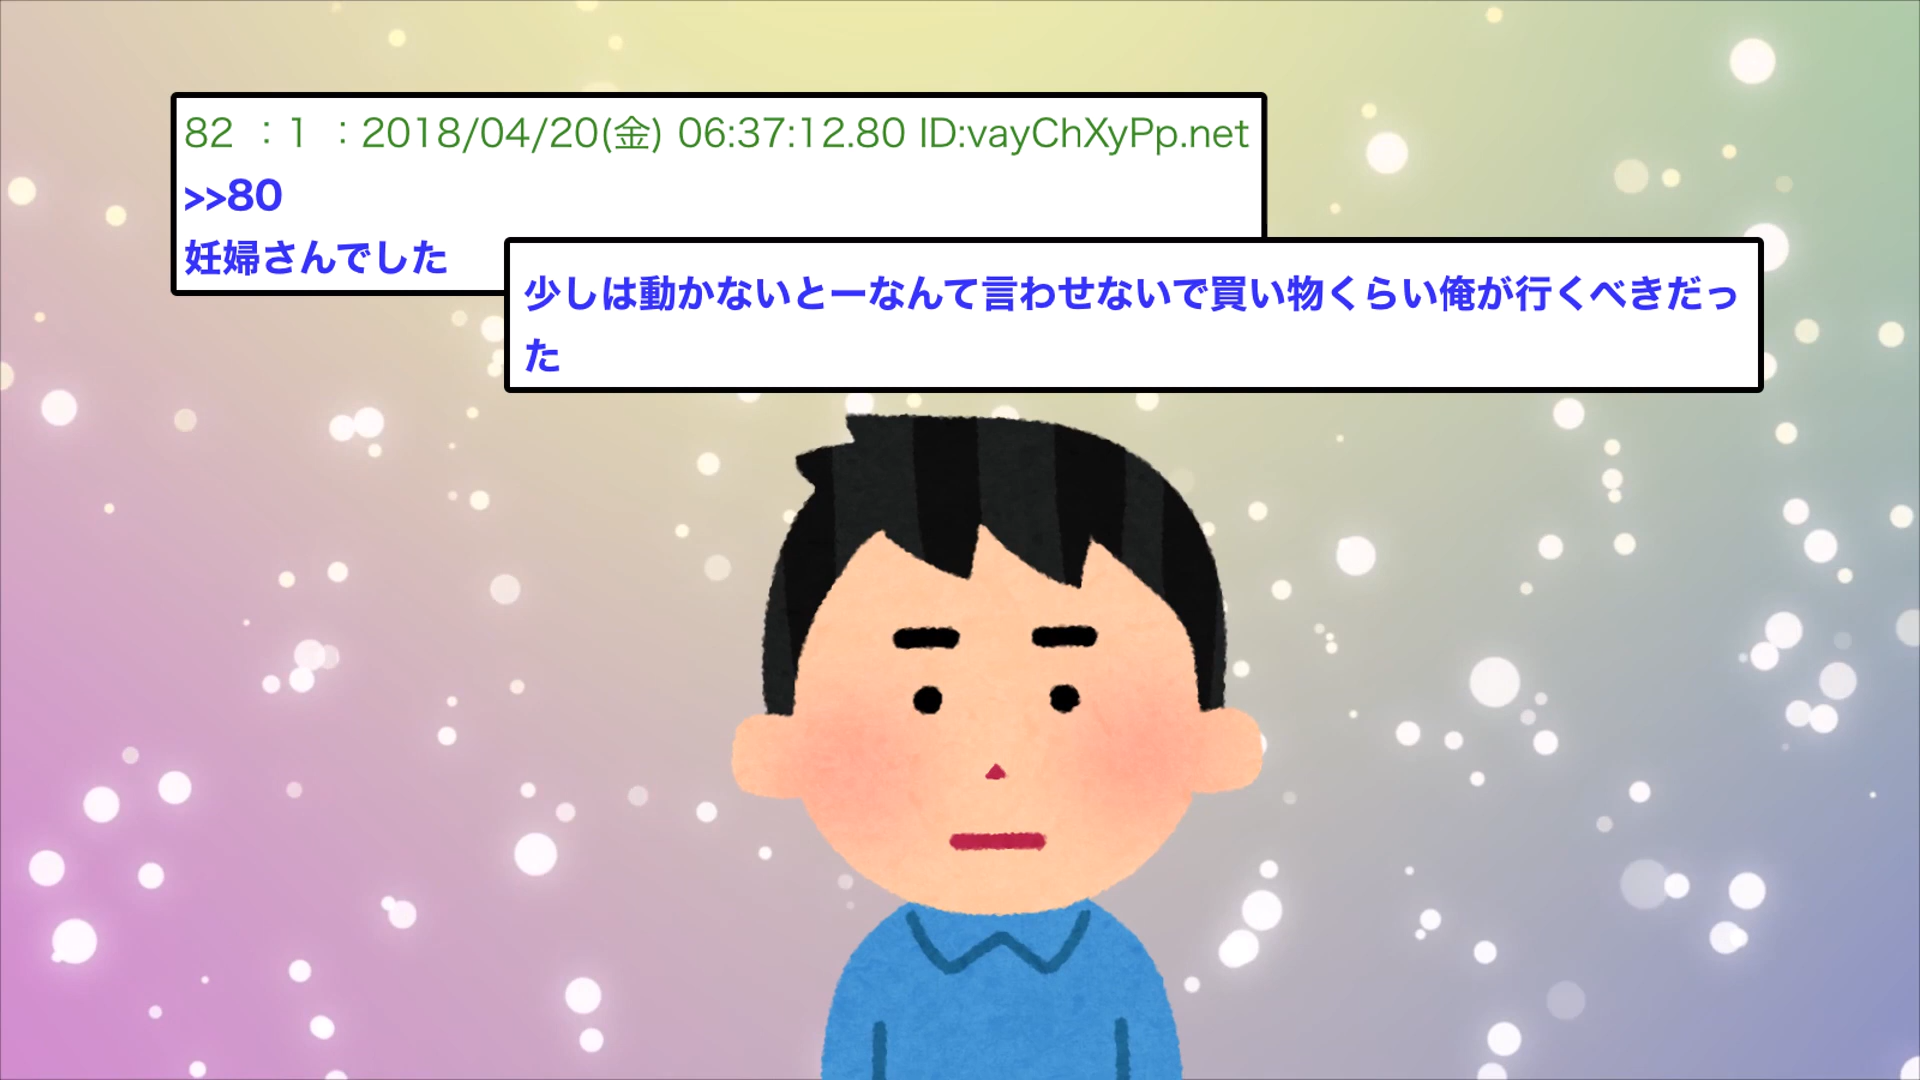 82 ：1 ：2018/04/20(金) 06:37:12.80 ID:vayChXyPp.net
>>80
妊婦さんでした
少しは動かないとーなんて言わせないで買い物くらい俺が行くべきだっ
た